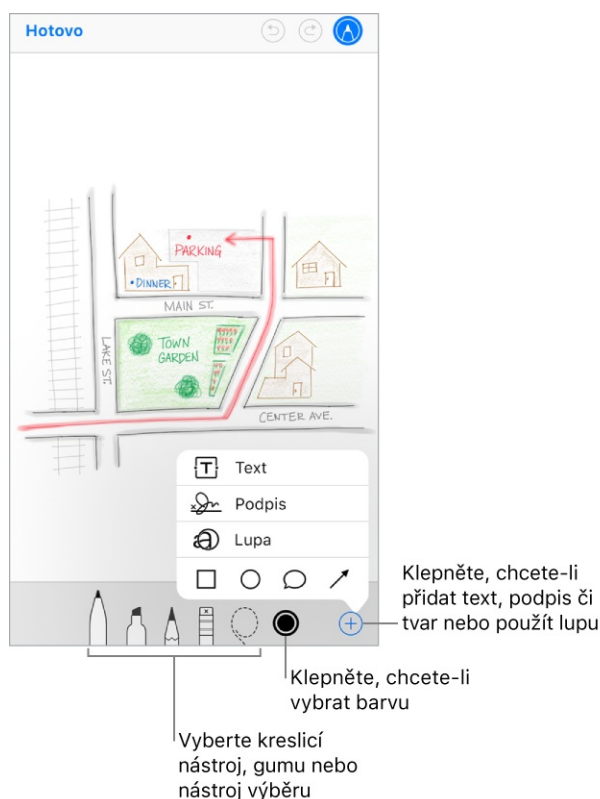 Hotovo
PARKING
DINNER
MAIN ST.
LAKE ST.
TOWN
GARDEN
CENTER AVE.
T Text
Podpis
a Lupa
Klepněte, chcete-li
přidat text, podpis či
tvar nebo použít lupu
Klepněte, chcete-li
vybrat barvu
Vyberte kreslicí
nástroj, gumu nebo
nástroj výběru